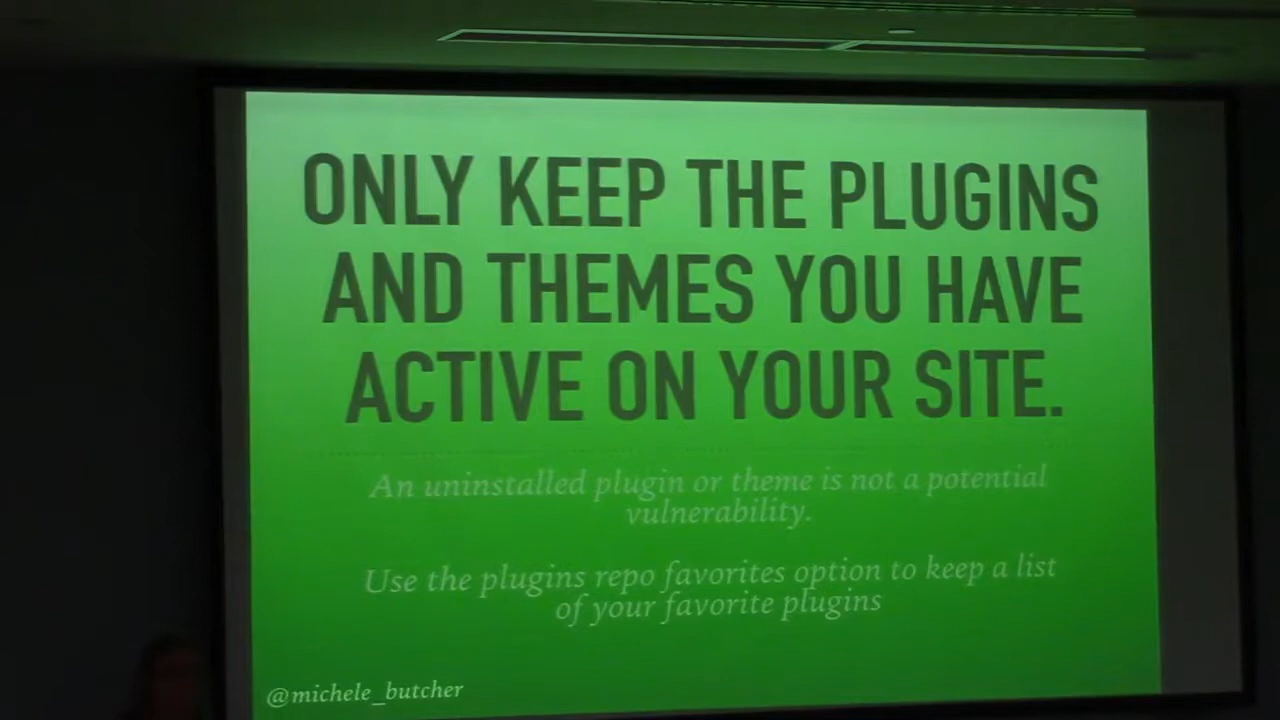 ONLY KEEP THE PLUGINS
AND THEMES YOU HAVE
ACTIVE ON YOUR SITE.
An uninstalled plugin or theme is not a potential
vulnerability.
Use the plugins repo favorites option to keep a list
of your favorite plugins
@michele_butcher